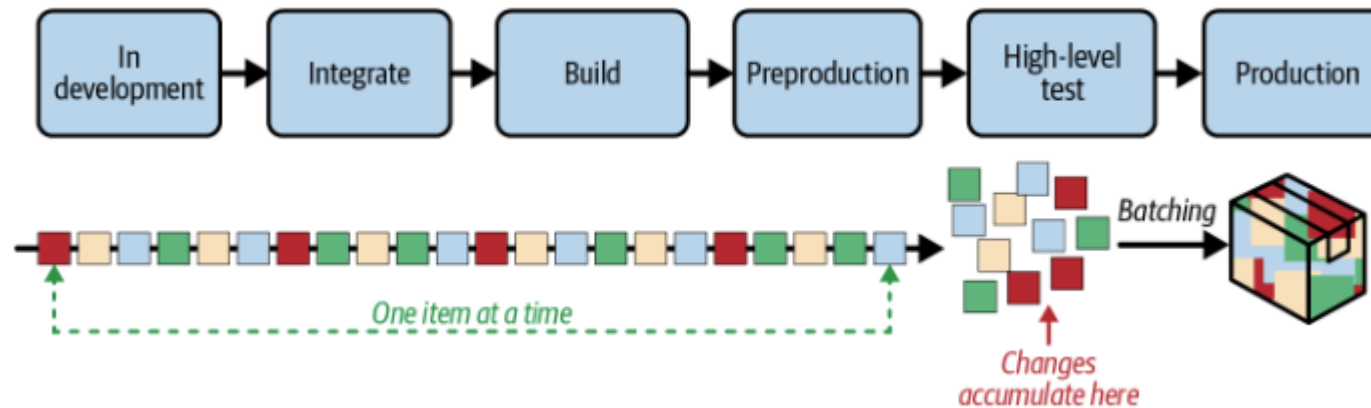 In
development
Integrate
Build
Preproduction
High-level
test
Production
Batching
One item at a time
Changes
accumulate here